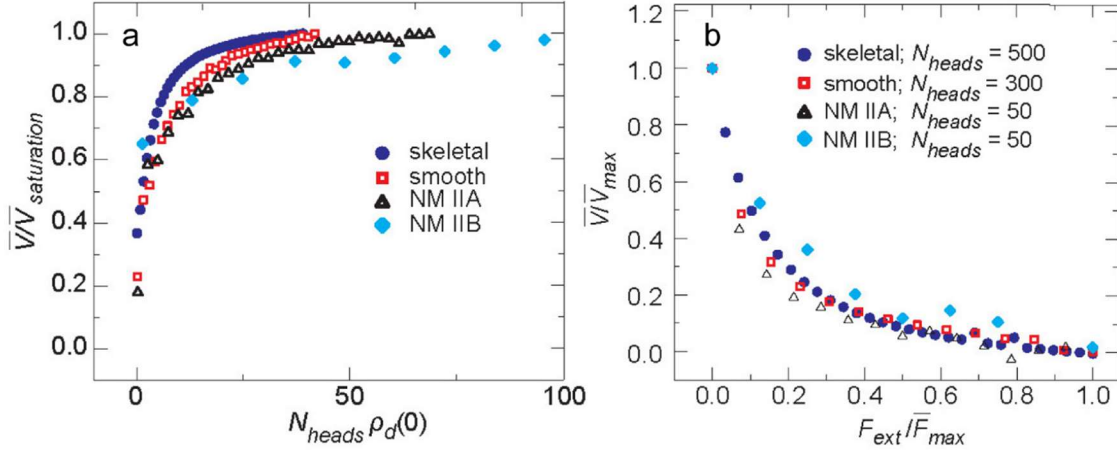 a
1.0
0.8
0.6
0.4
0.2
0.0
V̅/V̅saturation
skeletal
smooth
NM IIA
NM IIB
0
50
100
Nheads ρd(0)
b
1.2
1.0
0.8
0.6
0.4
0.2
0.0
V̅/V̅max
skeletal; Nheads = 500
smooth; Nheads = 300
NM IIA; Nheads = 50
NM IIB; Nheads = 50
0.0 0.2 0.4 0.6 0.8 1.0
Fext/F̅max